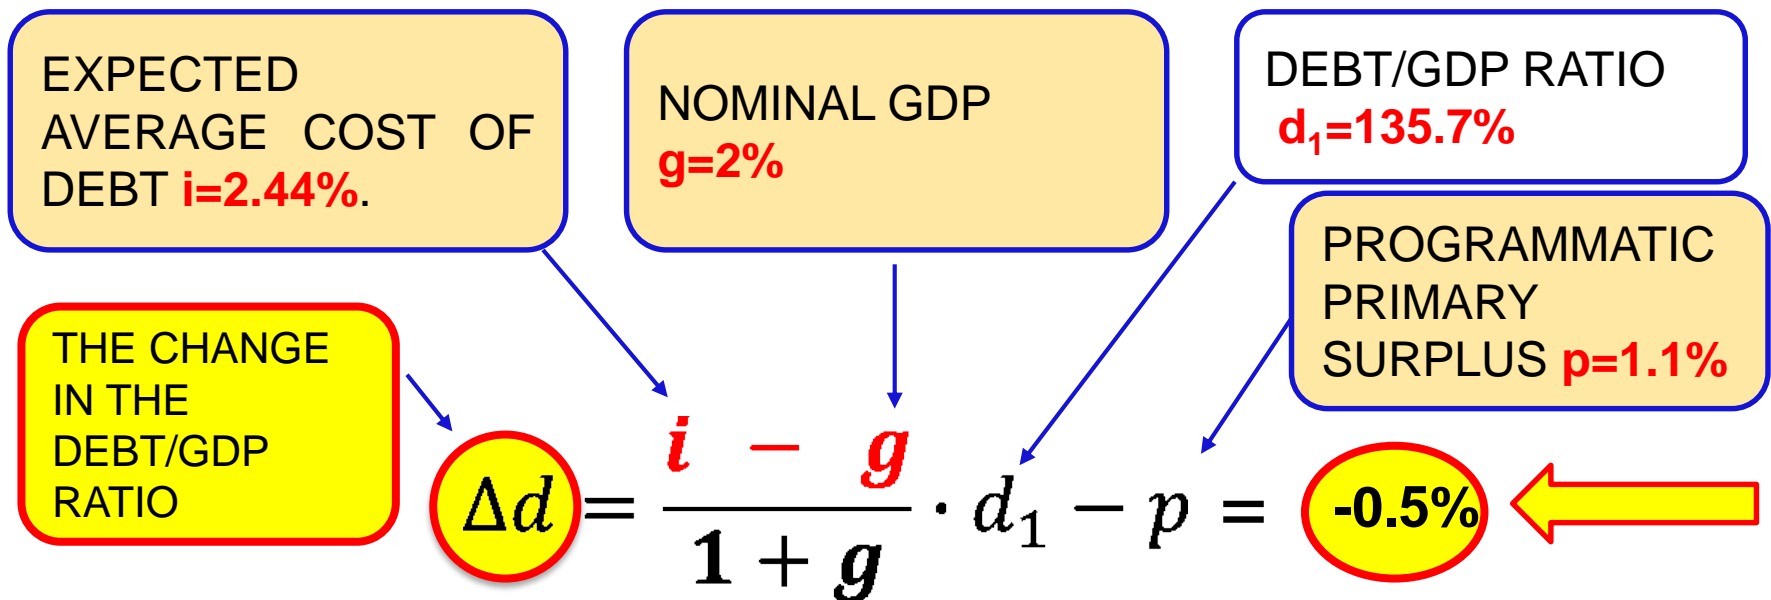 EXPECTED
AVERAGE COST OF
DEBT i=2.44%.
NOMINAL GDP
g=2%
DEBT/GDP RATIO
d₁=135.7%
PROGRAMMATIC
PRIMARY
SURPLUS p=1.1%
THE CHANGE
IN THE
DEBT/GDP
RATIO
i − g
Δd = ――― · d₁ − p = -0.5%
1 + g